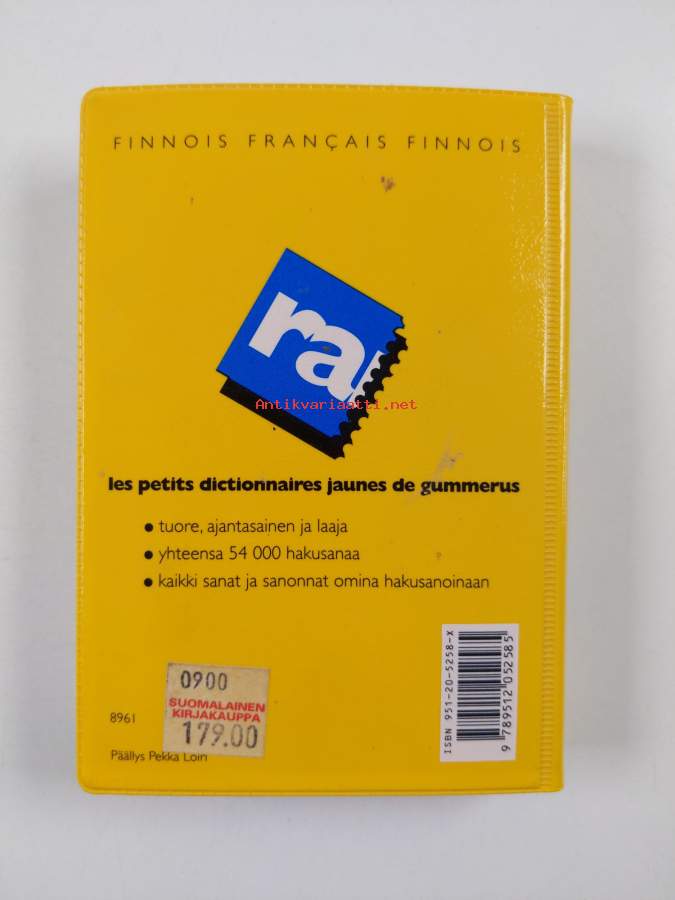 FINNOIS FRANÇAIS FINNOIS
ra
Antikvariaatti.net
les petits dictionnaires jaunes de gummerus
• tuore, ajantasainen ja laaja
• yhteensa 54 000 hakusanaa
• kaikki sanat ja sanonnat omina hakusanoinaan
0900
SUOMALAINEN
KIRJAKAUPPA
179.00
8961
Päällys Pekka Loiri
ISBN 951-20-5258-X
9 789512 052585